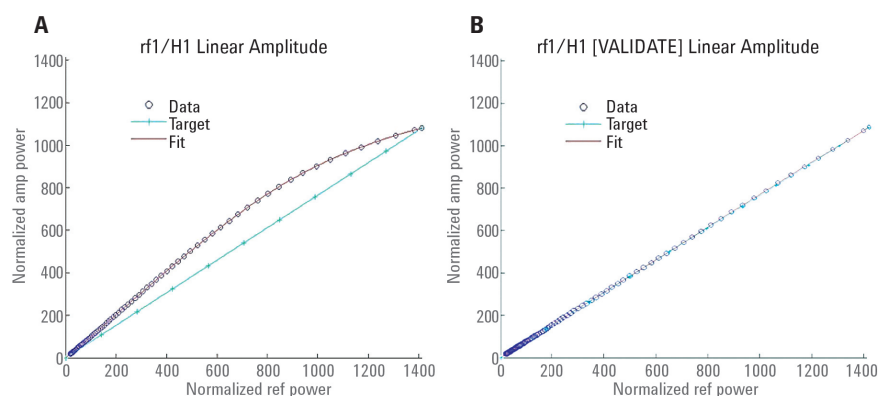 A
rf1/H1 Linear Amplitude
1400
1200
1000
800
600
400
200
0
Normalized amp power
Data
Target
Fit
0 200 400 600 800 1000 1200 1400
Normalized ref power
B
rf1/H1 [VALIDATE] Linear Amplitude
1400
1200
1000
800
600
400
200
0
Normalized amp power
Data
Target
Fit
0 200 400 600 800 1000 1200 1400
Normalized ref power